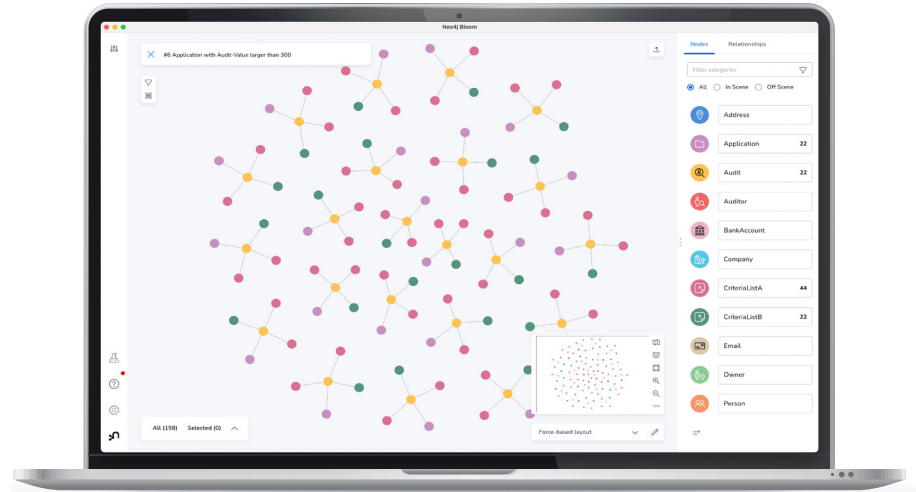 Neo4j Bloom
#6 Application with Audit-Value larger than 300
Nodes Relationships
Filter categories
All In Scene Off Scene
Address
Application 22
Audit 22
Auditor
BankAccount
Company
CriteriaListA 44
CriteriaListB 22
Email
Owner
Person
All (198) Selected (0)
Force-based layout